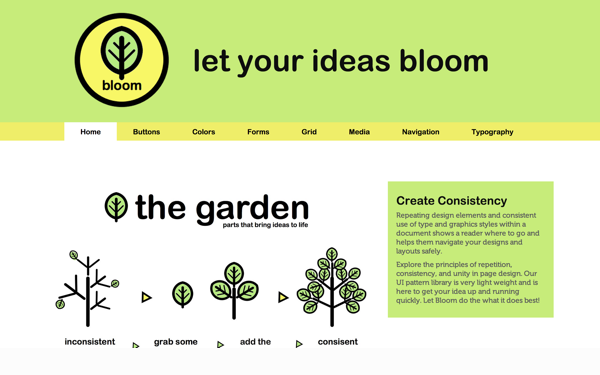 bloom
let your ideas bloom
Home Buttons Colors Forms Grid Media Navigation Typography
the garden
parts that bring ideas to life
inconsistent grab some add the consisent
Create Consistency
Repeating design elements and consistent
use of type and graphics styles within a
document shows a reader where to go and
helps them navigate your designs and
layouts safely.
Explore the principles of repetition,
consistency, and unity in page design. Our
UI pattern library is very light weight and is
here to get your idea up and running
quickly. Let Bloom do the what it does best!